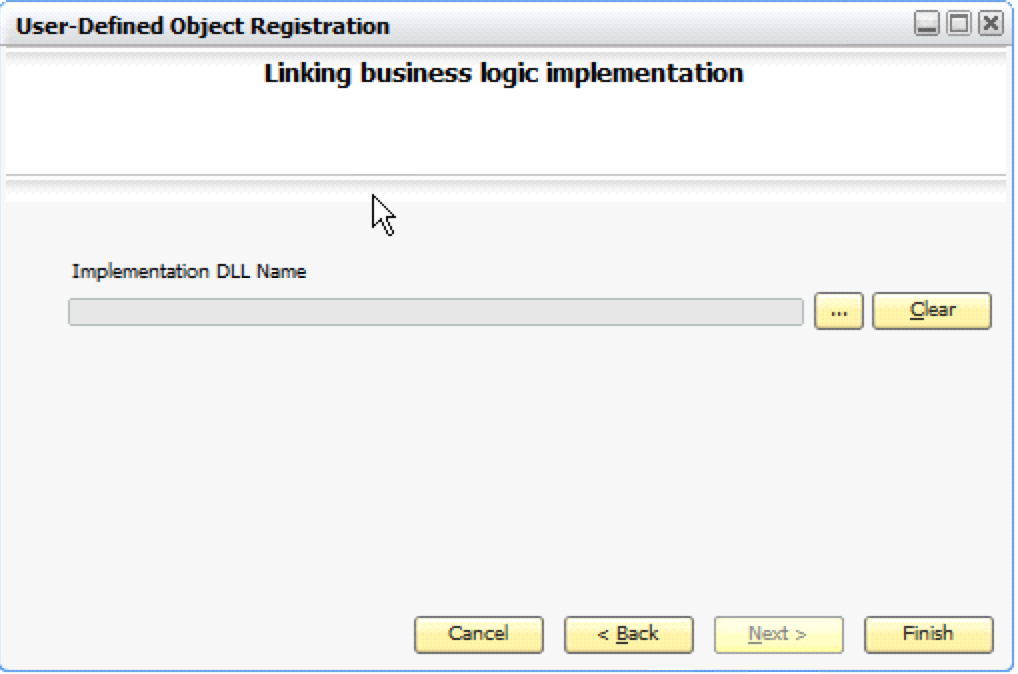 User-Defined Object Registration
Linking business logic implementation
Implementation DLL Name
... Clear
Cancel < Back Next > Finish